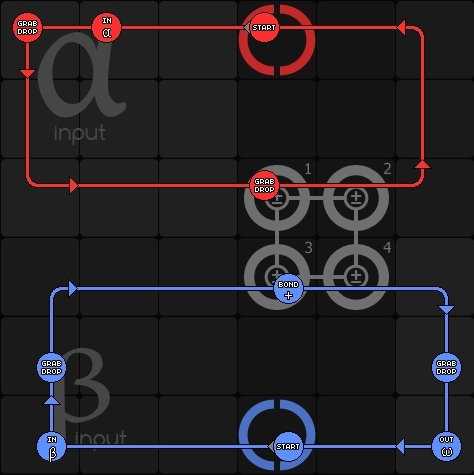 GRAB
DROP
IN
α
START
α
input
GRAB
DROP
1
2
±
±
3
4
±
±
BOND
+
GRAB
DROP
GRAB
DROP
β
input
IN
β
START
OUT
ω